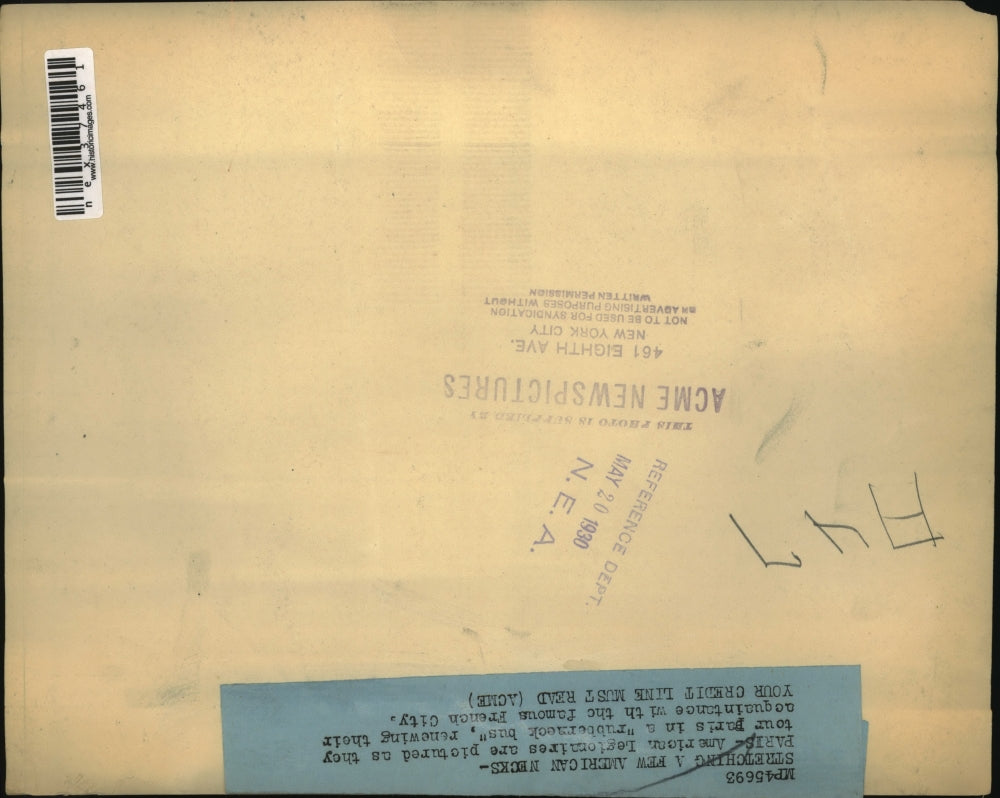 MP45693
STRETCHING A FEW AMERICAN NECKS-
PARIS- American Legionaires are pictured as they
tour Paris in a "rubberneck bus", renewing their
acquaintance with the famous French City.
YOUR CREDIT LINE MUST READ (ACME)
REFERENCE DEPT.
MAY 20 1930
N. E. A.
THIS PHOTO IS SUPPLIED BY
ACME NEWSPICTURES
461 EIGHTH AVE.
NEW YORK CITY
NOT TO BE USED FOR SYNDICATION
OR ADVERTISING PURPOSES WITHOUT
WRITTEN PERMISSION
www.historicimages.com
nex37461